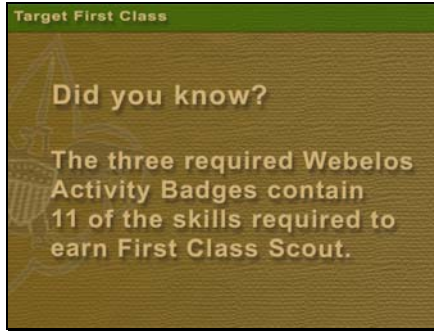 Target First Class
Did you know?
The three required Webelos
Activity Badges contain
11 of the skills required to
earn First Class Scout.